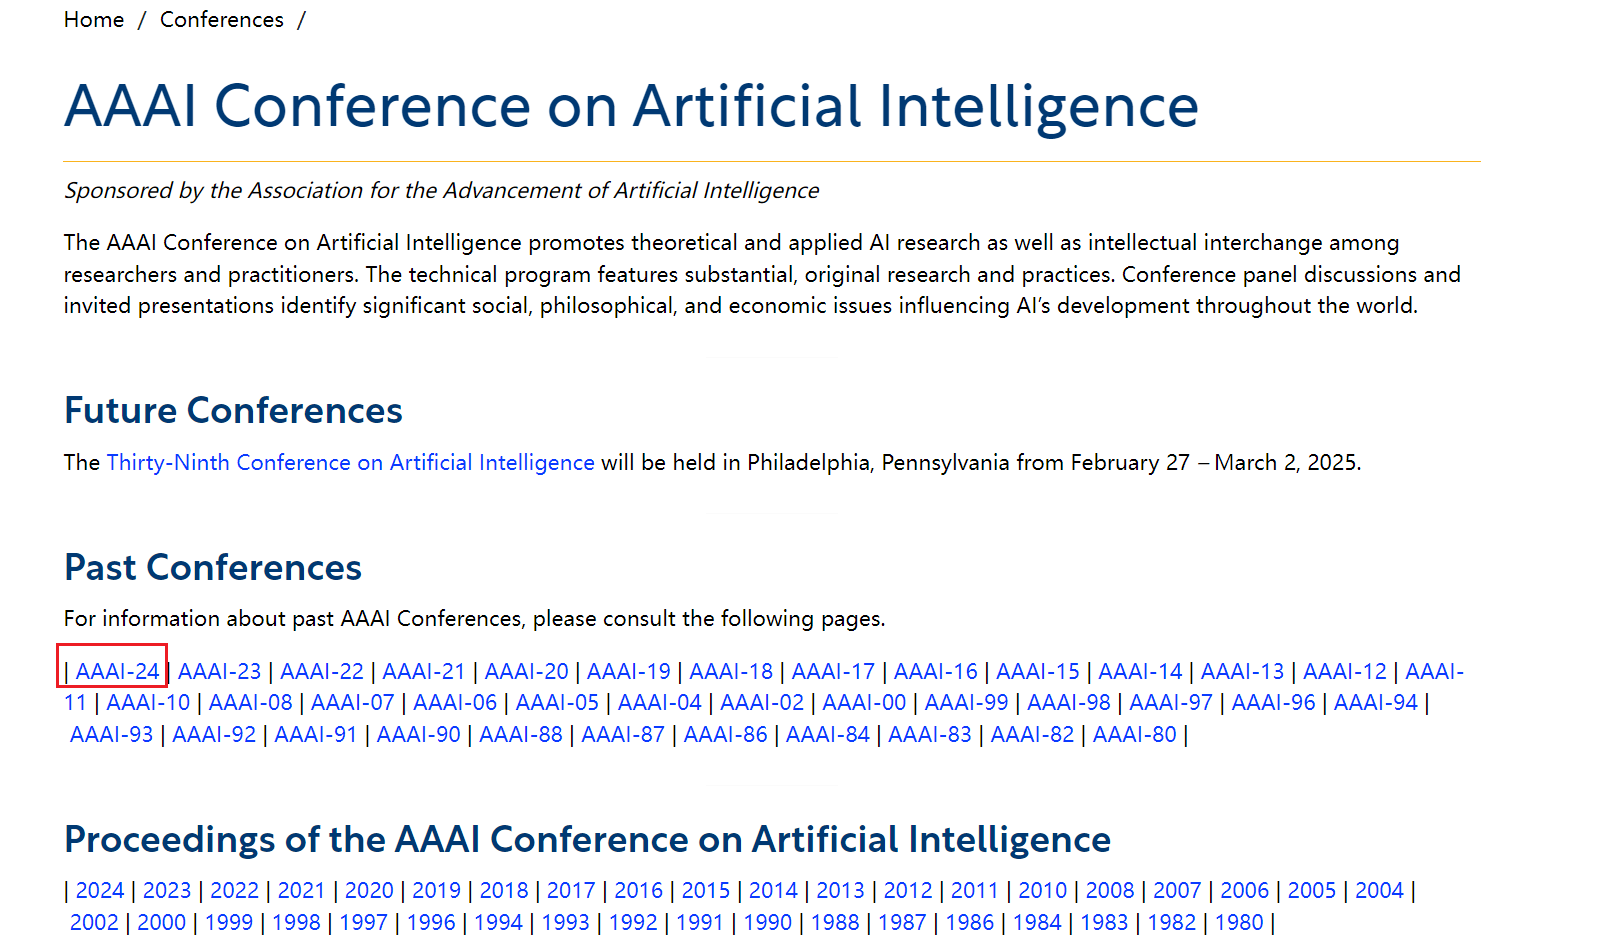 Home / Conferences /
AAAI Conference on Artificial Intelligence
Sponsored by the Association for the Advancement of Artificial Intelligence
The AAAI Conference on Artificial Intelligence promotes theoretical and applied AI research as well as intellectual interchange among
researchers and practitioners. The technical program features substantial, original research and practices. Conference panel discussions and
invited presentations identify significant social, philosophical, and economic issues influencing AI’s development throughout the world.
Future Conferences
The Thirty-Ninth Conference on Artificial Intelligence will be held in Philadelphia, Pennsylvania from February 27 – March 2, 2025.
Past Conferences
For information about past AAAI Conferences, please consult the following pages.
| AAAI-24 | AAAI-23 | AAAI-22 | AAAI-21 | AAAI-20 | AAAI-19 | AAAI-18 | AAAI-17 | AAAI-16 | AAAI-15 | AAAI-14 | AAAI-13 | AAAI-12 | AAAI-
11 | AAAI-10 | AAAI-08 | AAAI-07 | AAAI-06 | AAAI-05 | AAAI-04 | AAAI-02 | AAAI-00 | AAAI-99 | AAAI-98 | AAAI-97 | AAAI-96 | AAAI-94 |
AAAI-93 | AAAI-92 | AAAI-91 | AAAI-90 | AAAI-88 | AAAI-87 | AAAI-86 | AAAI-84 | AAAI-83 | AAAI-82 | AAAI-80 |
Proceedings of the AAAI Conference on Artificial Intelligence
| 2024 | 2023 | 2022 | 2021 | 2020 | 2019 | 2018 | 2017 | 2016 | 2015 | 2014 | 2013 | 2012 | 2011 | 2010 | 2008 | 2007 | 2006 | 2005 | 2004 |
2002 | 2000 | 1999 | 1998 | 1997 | 1996 | 1994 | 1993 | 1992 | 1991 | 1990 | 1988 | 1987 | 1986 | 1984 | 1983 | 1982 | 1980 |